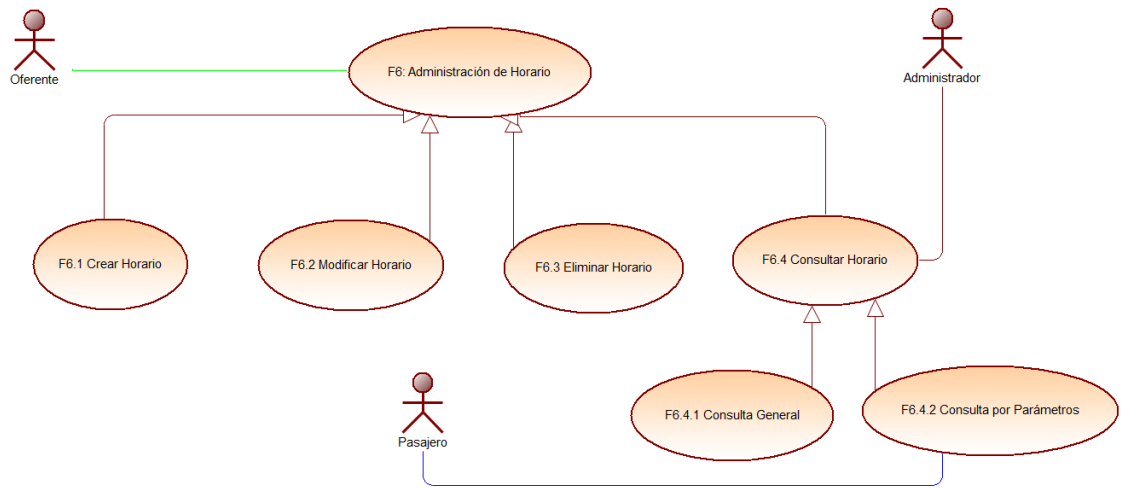 Oferente
F6: Administración de Horario
Administrador
F6.1 Crear Horario
F6.2 Modificar Horario
F6.3 Eliminar Horario
F6.4 Consultar Horario
Pasajero
F6.4.1 Consulta General
F6.4.2 Consulta por Parámetros